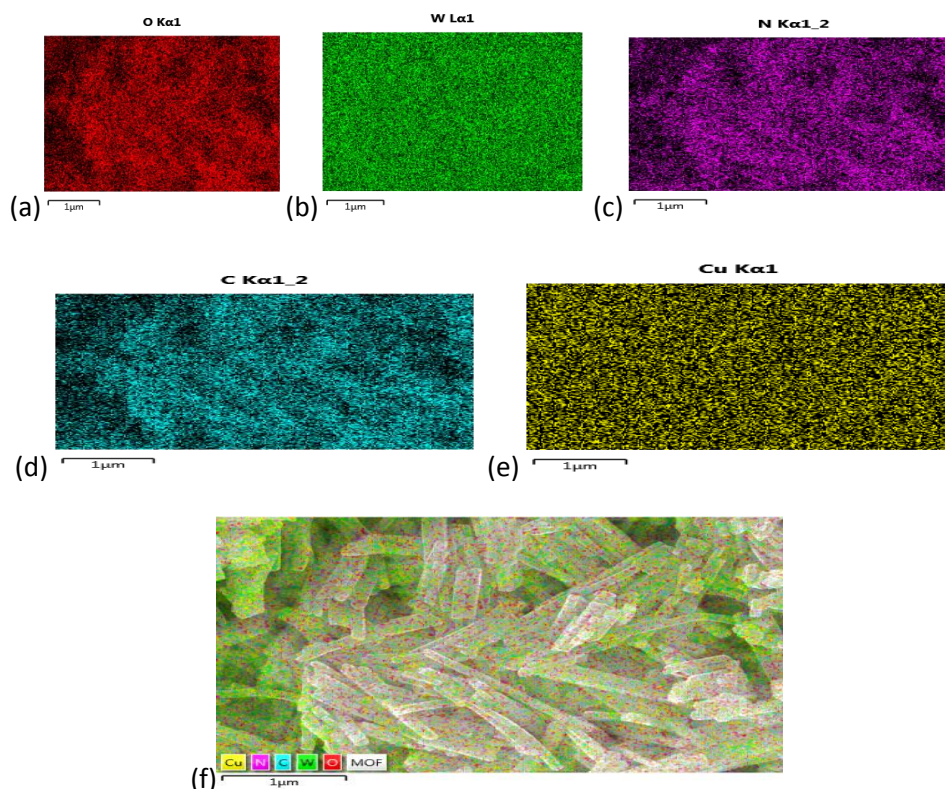 O Kα1
W Lα1
N Kα1_2
(a)
1µm
(b)
1µm
(c)
1µm
C Kα1_2
Cu Kα1
(d)
1µm
(e)
1µm
Cu N C W O MOF
(f)
1µm